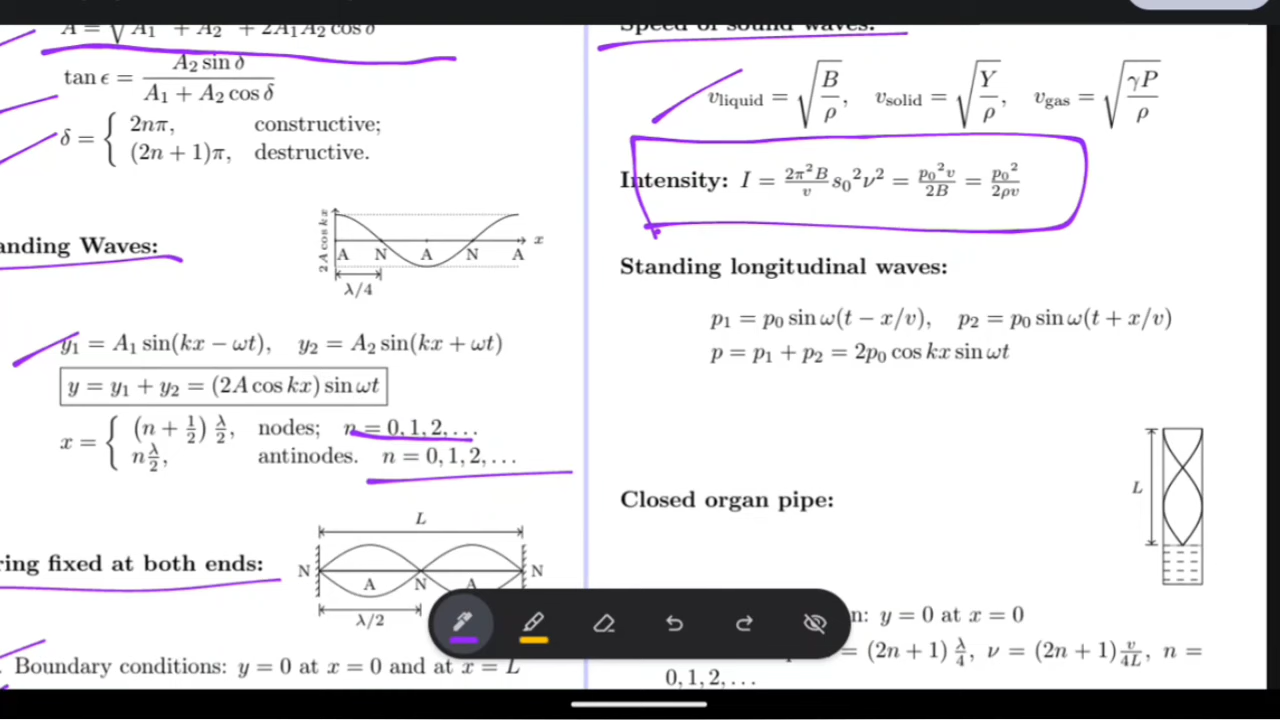 A = √A₁ + A₂ + 2A₁A₂ cos δ
tan ϵ = A₂ sin δ / A₁ + A₂ cos δ
δ = { 2nπ, constructive;
(2n + 1)π, destructive.
anding Waves:
2A cos kx
x
A N A N A
λ/4
y₁ = A₁ sin(kx − ωt), y₂ = A₂ sin(kx + ωt)
y = y₁ + y₂ = (2A cos kx) sin ωt
x = { (n + 1/2) λ/2, nodes; n = 0, 1, 2, . . .
n λ/2, antinodes. n = 0, 1, 2, . . .
ring fixed at both ends:
L
N A N A N
λ/2
. Boundary conditions: y = 0 at x = 0 and at x = L
Speed of sound waves:
v_liquid = √(B/ρ), v_solid = √(Y/ρ), v_gas = √(γP/ρ)
Intensity: I = 2π²B/v s₀²ν² = p₀²v/2B = p₀²/2ρv
Standing longitudinal waves:
p₁ = p₀ sin ω(t − x/v), p₂ = p₀ sin ω(t + x/v)
p = p₁ + p₂ = 2p₀ cos kx sin ωt
Closed organ pipe:
L
n: y = 0 at x = 0
= (2n + 1) λ/4, ν = (2n + 1) v/4L, n =
0, 1, 2, . . .